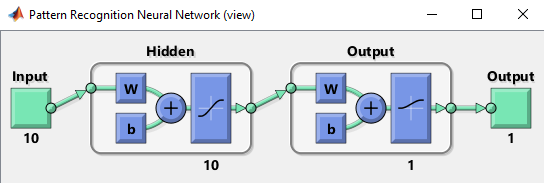 Pattern Recognition Neural Network (view)
Hidden Output
Input Output
W W
b b
10 1
10 1